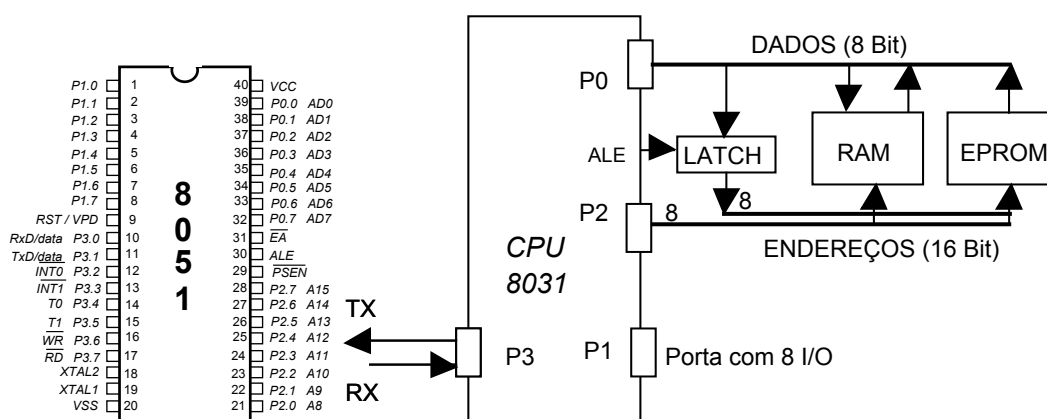 P1.0 1 40 VCC
P1.1 2 39 P0.0 AD0
P1.2 3 38 P0.1 AD1
P1.3 4 37 P0.2 AD2
P1.4 5 36 P0.3 AD3
P1.5 6 35 P0.4 AD4
P1.6 7 34 P0.5 AD5
P1.7 8 33 P0.6 AD6
RST / VPD 9 32 P0.7 AD7
RxD/data P3.0 10 31 EA
TxD/data P3.1 11 30 ALE
INT0 P3.2 12 29 PSEN
INT1 P3.3 13 28 P2.7 A15
T0 P3.4 14 27 P2.6 A14
T1 P3.5 15 26 P2.5 A13
WR P3.6 16 25 P2.4 A12
RD P3.7 17 24 P2.3 A11
XTAL2 18 23 P2.2 A10
XTAL1 19 22 P2.1 A9
VSS 20 21 P2.0 A8
8
0
5
1
TX
RX
P3
CPU
8031
P0
ALE
P2
P1
Porta com 8 I/O
DADOS (8 Bit)
LATCH
RAM
EPROM
8
8
ENDEREÇOS (16 Bit)